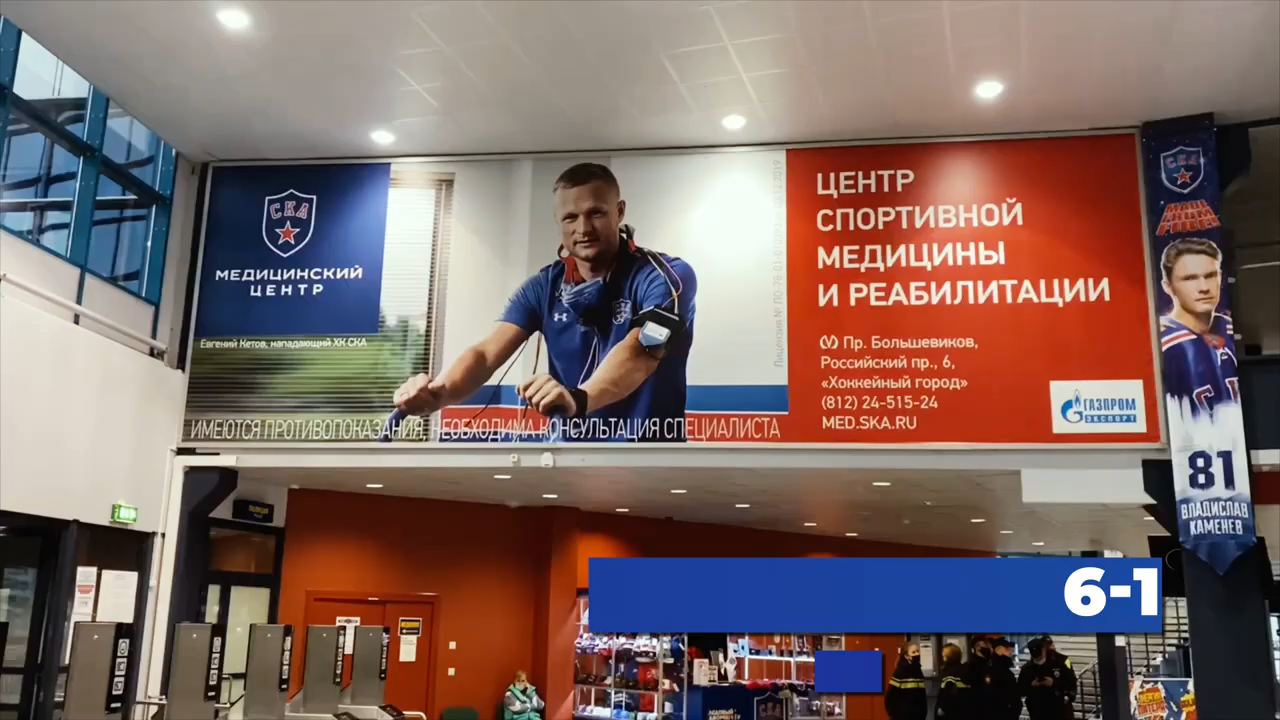 СКА
МЕДИЦИНСКИЙ
ЦЕНТР
Евгений Кетов, нападающий ХК СКА
ИМЕЮТСЯ ПРОТИВОПОКАЗАНИЯ, НЕОБХОДИМА КОНСУЛЬТАЦИЯ СПЕЦИАЛИСТА
ЦЕНТР
СПОРТИВНОЙ
МЕДИЦИНЫ
И РЕАБИЛИТАЦИИ
Пр. Большевиков,
Российский пр., 6,
«Хоккейный город»
(812) 24-515-24
MED.SKA.RU
ГАЗПРОМ
ЭКСПОРТ
СКА
81
ВЛАДИСЛАВ
КАМЕНЕВ
6-1